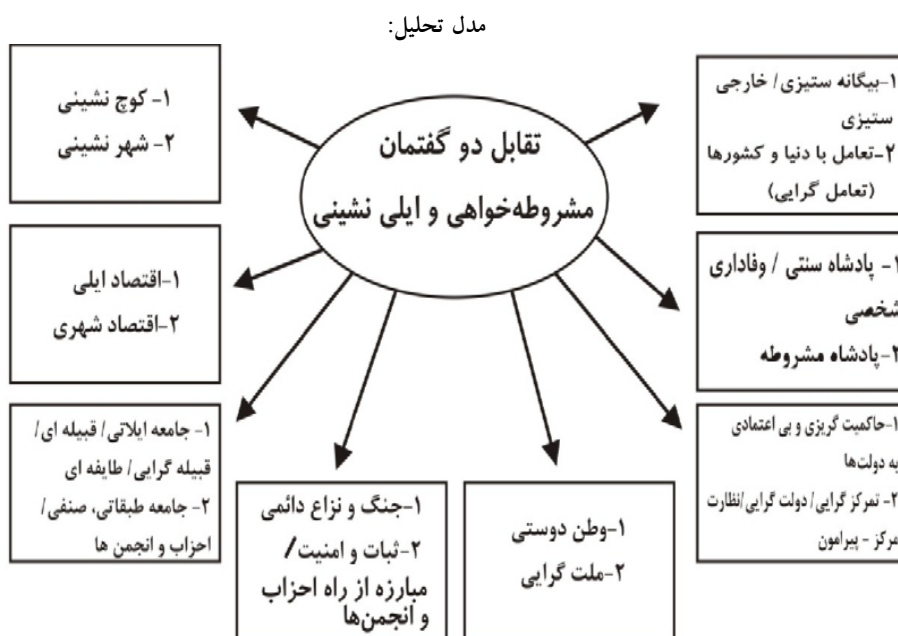 مدل تحلیل:
تقابل دو گفتمان
مشروطه‌خواهی و ایلی نشینی
۱-بیگانه ستیزی/ خارجی
ستیزی
۲-تعامل با دنیا و کشورها
(تعامل گرایی)
۱- پادشاه سنتی / وفاداری
شخصی
۲-پادشاه مشروطه
۱-حاکمیت گریزی و بی اعتمادی
به دولت‌ها
۲- تمرکز گرایی/ دولت گرایی/نظارت
مرکز - پیرامون
۱-وطن دوستی
۲-ملت گرایی
۱-جنگ و نزاع دائمی
۲-ثبات و امنیت/
مبارزه از راه احزاب
و انجمن‌ها
۱- جامعه ایلاتی/ قبیله ای/
قبیله گرایی/ طایفه ای
۲- جامعه طبقاتی، صنفی/
احزاب و انجمن ها
۱-اقتصاد ایلی
۲-اقتصاد شهری
۱- کوچ نشینی
۲- شهر نشینی